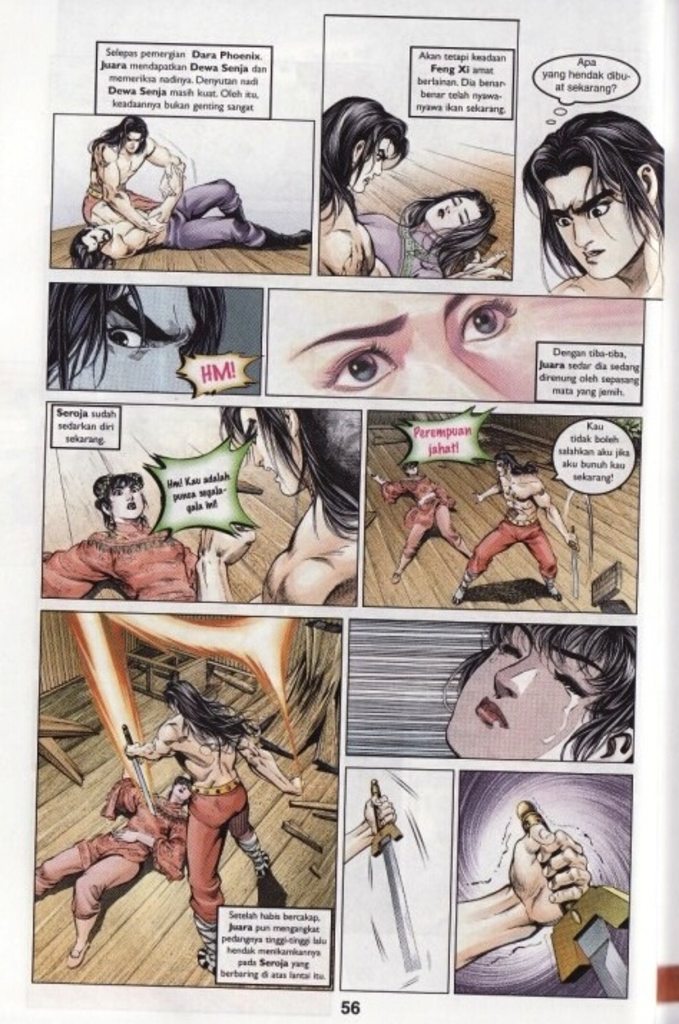 Selepas pemergian Dara Phoenix,
Juara mendapatkan Dewa Senja dan
memeriksa nadinya. Denyutan nadi
Dewa Senja masih kuat. Oleh itu,
keadaannya bukan genting sangat
Akan tetapi keadaan
Feng Xi amat
berlainan. Dia benar-
benar telah nyawa-
nyawa ikan sekarang.
Apa
yang hendak dibu-
at sekarang?
HM!
Dengan tiba-tiba,
Juara sedar dia sedang
direnung oleh sepasang
mata yang jernih.
Seroja sudah
sedarkan diri
sekarang.
Hm! Kau adalah
punca segala-
gala ini!
Perempuan
jahat!
Kau
tidak boleh
salahkan aku jika
aku bunuh kau
sekarang!
Setelah habis bercakap,
Juara pun mengangkat
pedangnya tinggi-tinggi lalu
hendak menikamkannya
pada Seroja yang
berbaring di atas lantai itu.
56